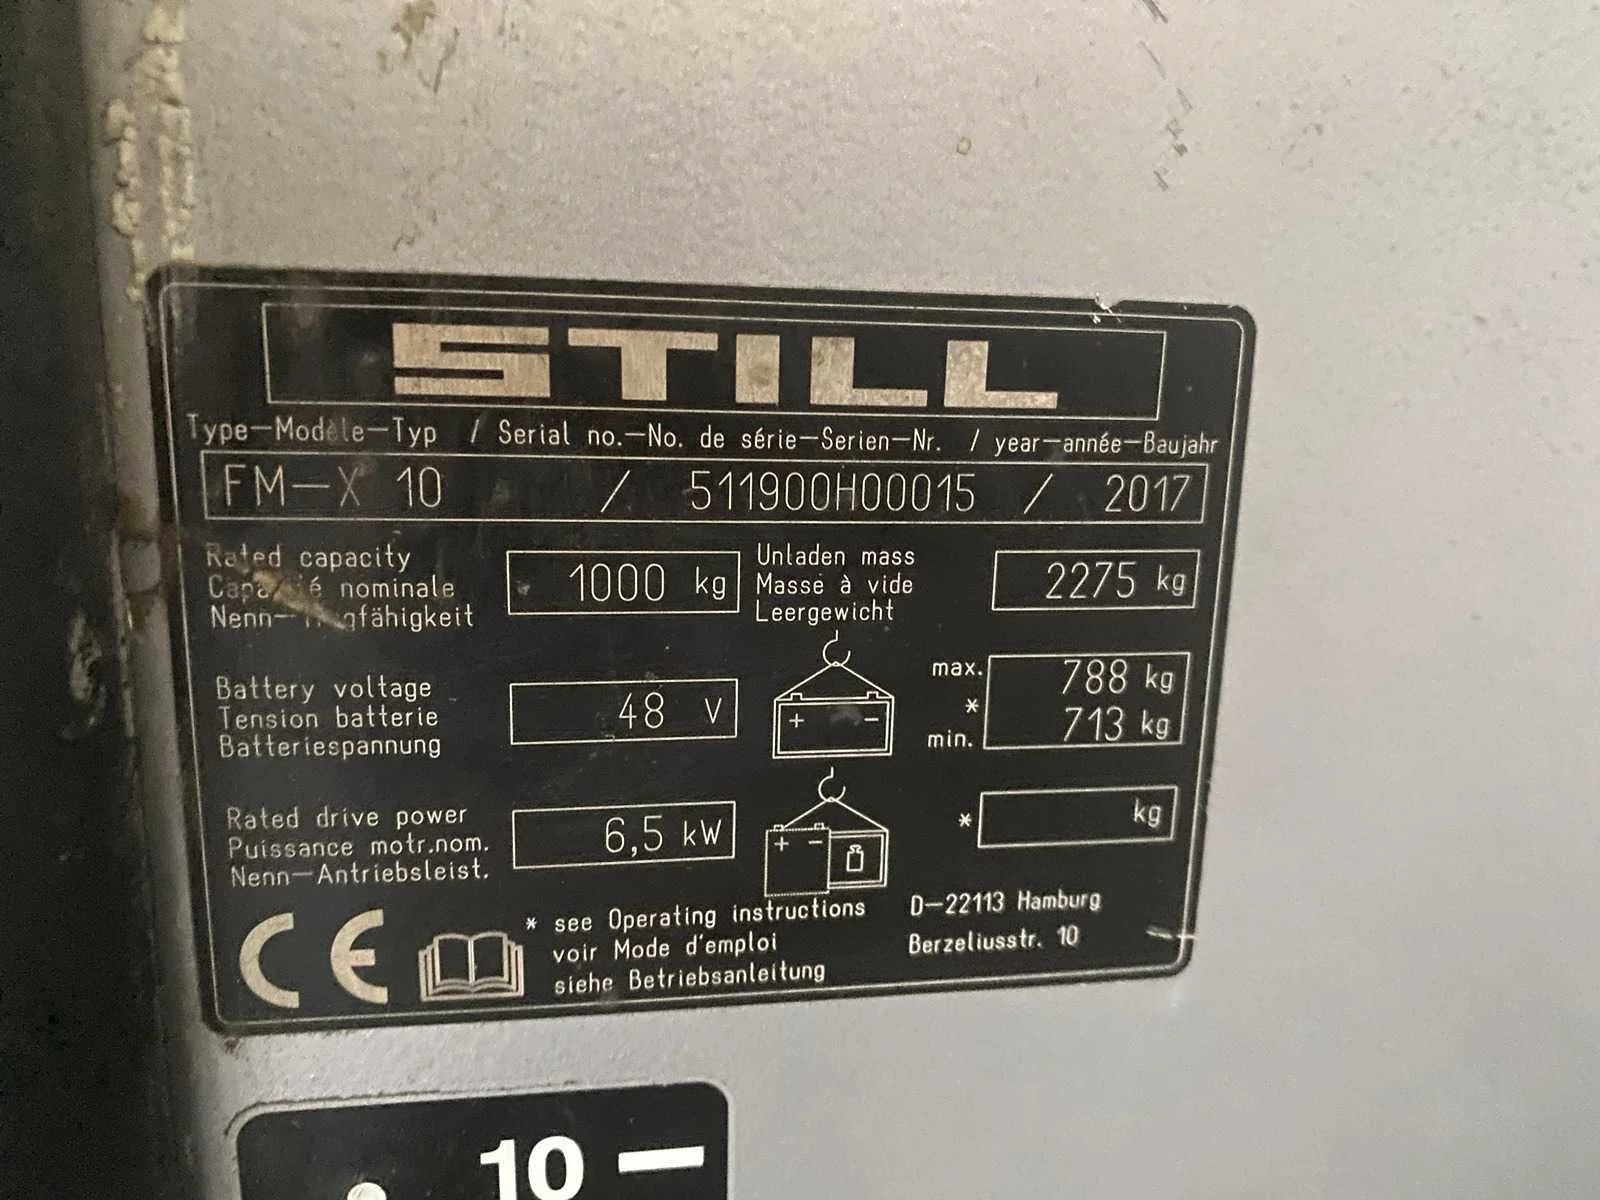 STILL
Type-Modèle-Typ / Serial no.-No. de série-Serien-Nr. / year-année-Baujahr
FM-X 10 / 511900H00015 / 2017
Rated capacity
nominale
Nenn-
1000 kg
Unladen mass
Masse à vide
Leergewicht
2275 kg
Battery voltage
Tension batterie
Batteriespannung
48 V
+ -
max. 788 kg
*
min. 713 kg
Rated drive power
Puissance motr.nom.
Nenn-Antriebsleist.
6,5 kW
+ -
* kg
CE
* see Operating instructions
voir Mode d'emploi
siehe Betriebsanleitung
D-22113 Hamburg
Berzeliusstr. 10
10